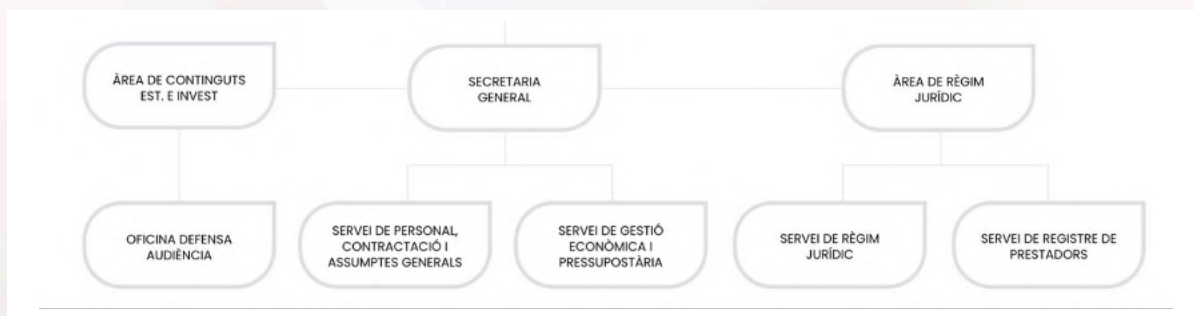 ÀREA DE CONTINGUTS
EST. E INVEST
SECRETARIA
GENERAL
ÀREA DE RÈGIM
JURÍDIC
OFICINA DEFENSA
AUDIÈNCIA
SERVEI DE PERSONAL,
CONTRACTACIÓ I
ASSUMPTES GENERALS
SERVEI DE GESTIÓ
ECONÒMICA I
PRESSUPOSTÀRIA
SERVEI DE RÈGIM
JURÍDIC
SERVEI DE REGISTRE DE
PRESTADORS